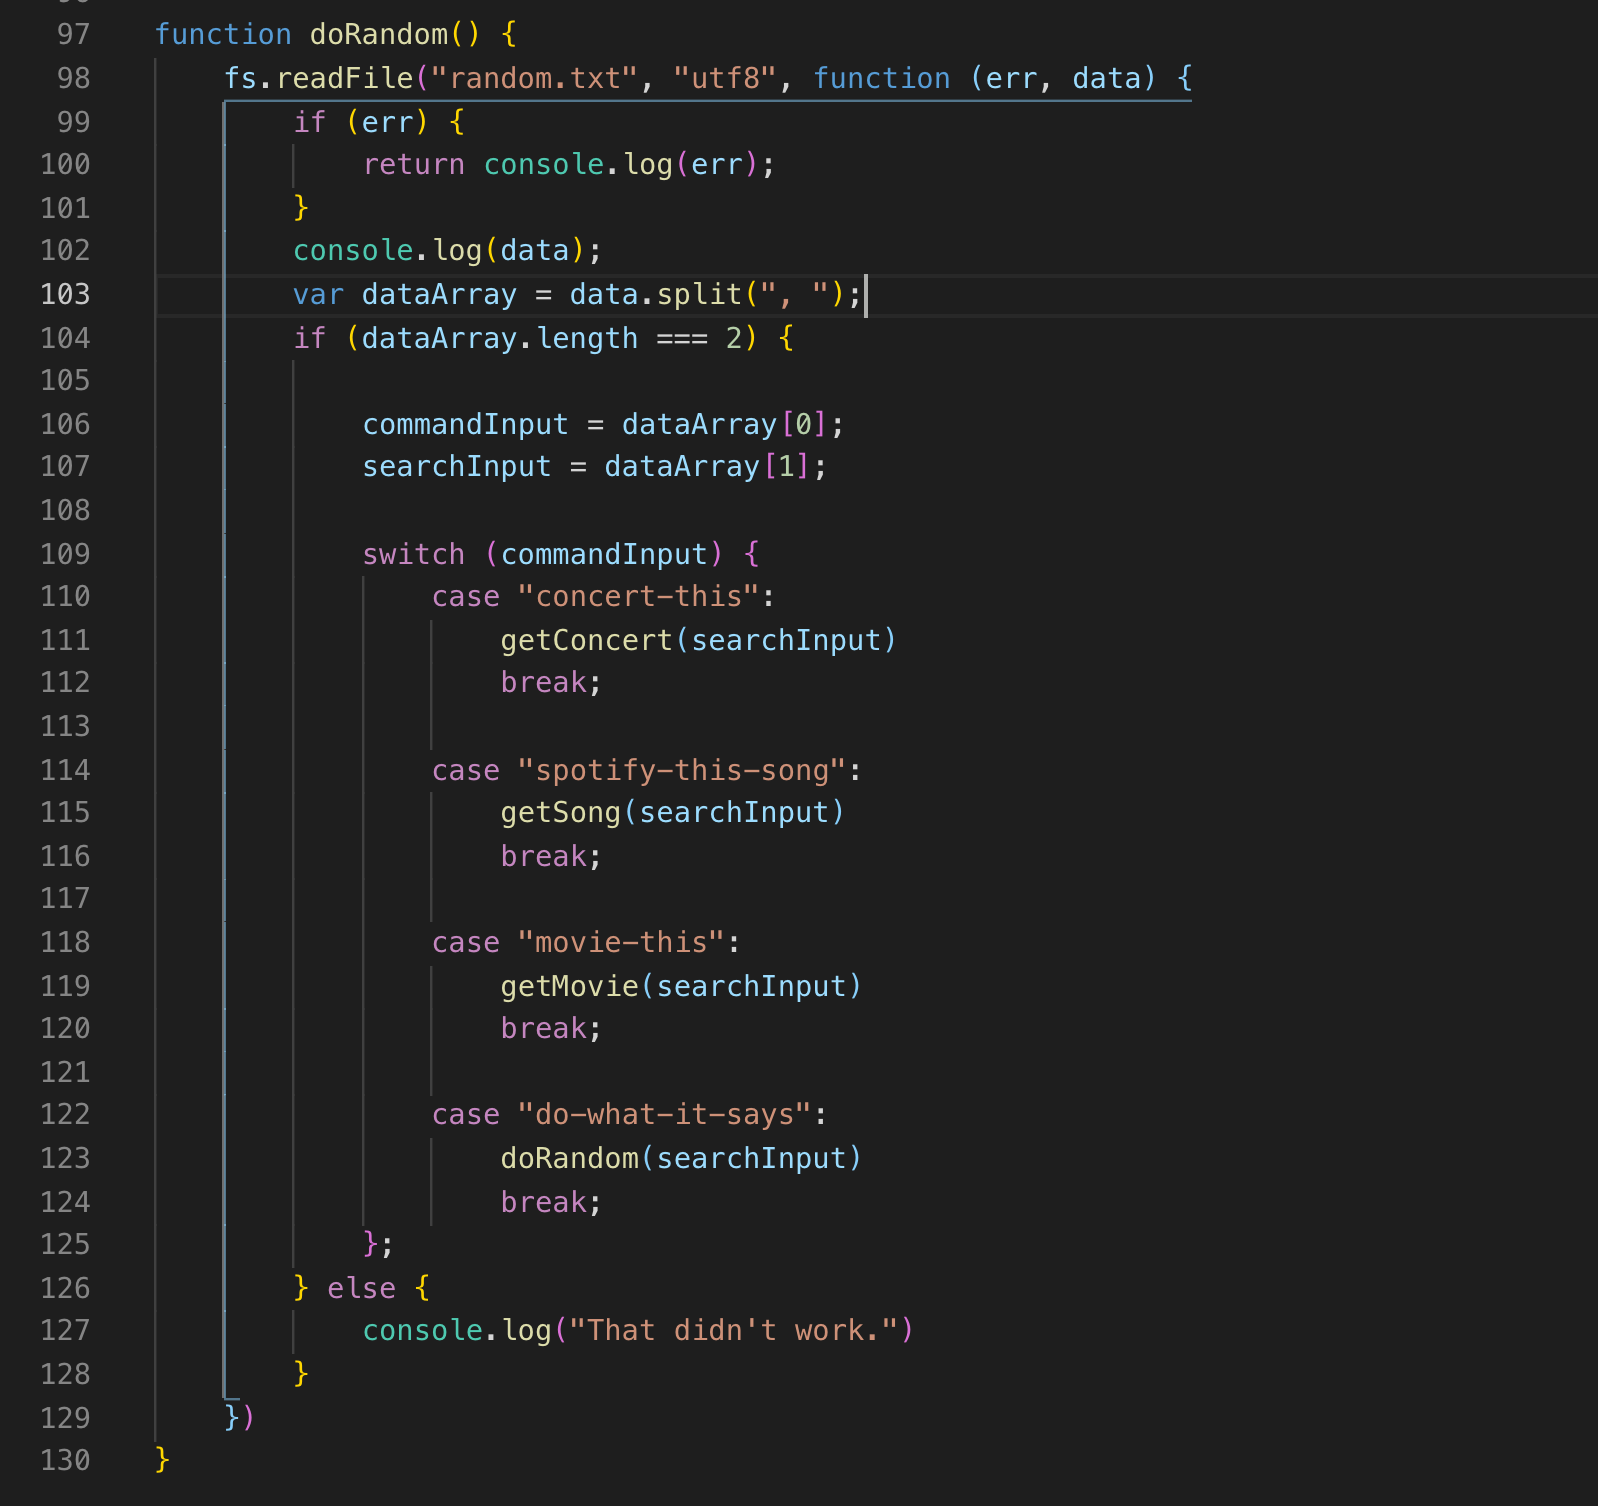 97 function doRandom() {
98 fs.readFile("random.txt", "utf8", function (err, data) {
99 if (err) {
100 return console.log(err);
101 }
102 console.log(data);
103 var dataArray = data.split(", ");
104 if (dataArray.length === 2) {
105
106 commandInput = dataArray[0];
107 searchInput = dataArray[1];
108
109 switch (commandInput) {
110 case "concert-this":
111 getConcert(searchInput)
112 break;
113
114 case "spotify-this-song":
115 getSong(searchInput)
116 break;
117
118 case "movie-this":
119 getMovie(searchInput)
120 break;
121
122 case "do-what-it-says":
123 doRandom(searchInput)
124 break;
125 };
126 } else {
127 console.log("That didn't work.")
128 }
129 })
130 }